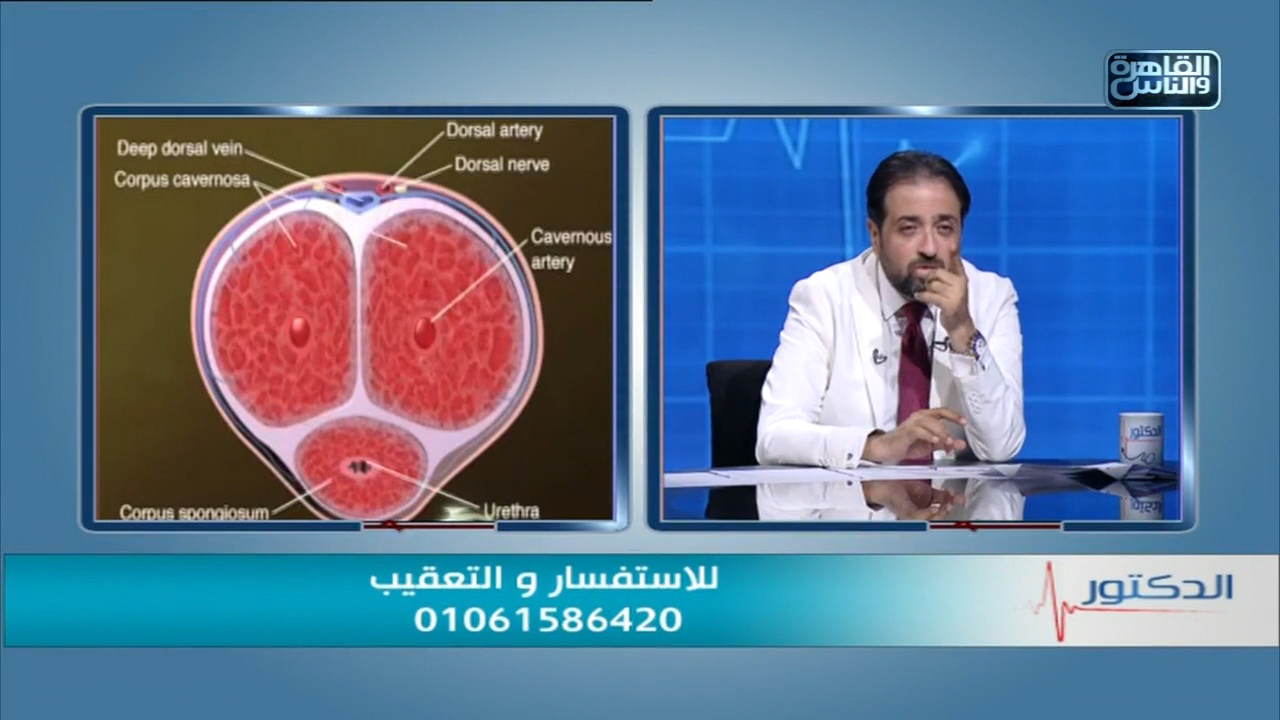 القاهرة
والناس
Dorsal artery
Deep dorsal vein
Dorsal nerve
Corpus cavernosa
Cavernous
artery
Corpus spongiosum
Urethra
الدكتور
للاستفسار و التعقيب
01061586420
الدكتور